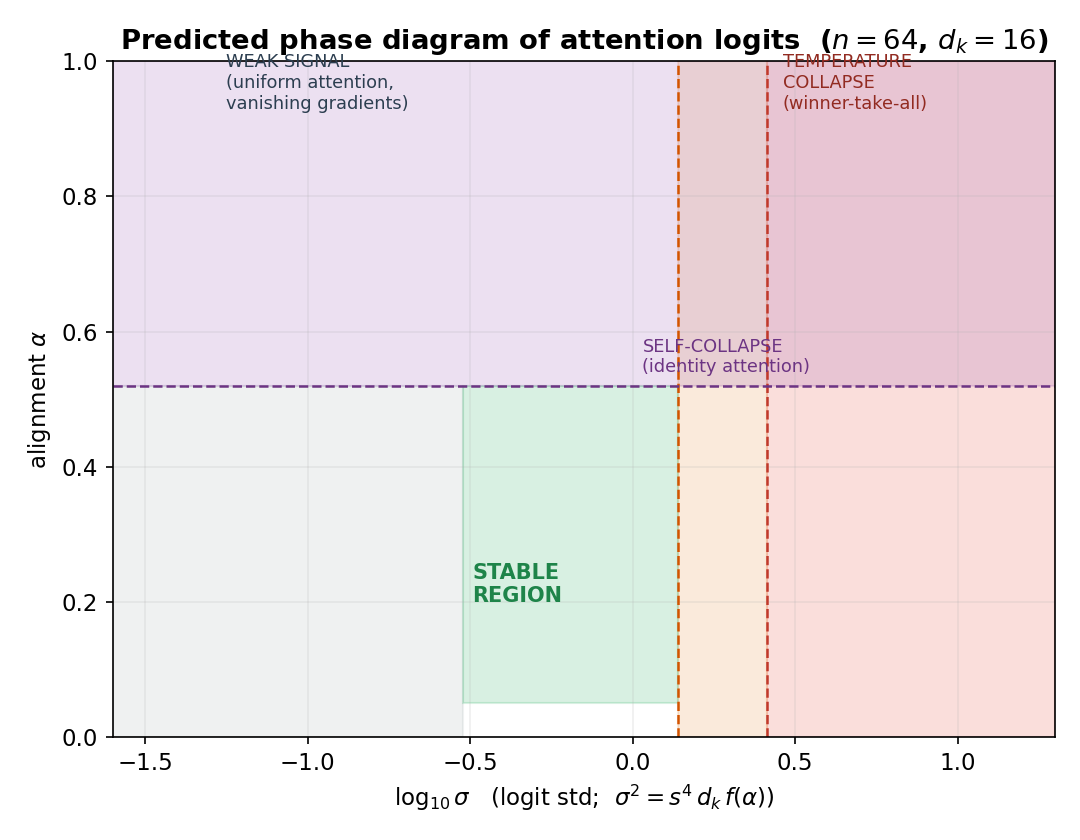 Predicted phase diagram of attention logits (n = 64, d_k = 16)
WEAK SIGNAL
(uniform attention,
vanishing gradients)
TEMPERATURE
COLLAPSE
(winner-take-all)
SELF-COLLAPSE
(identity attention)
STABLE
REGION
alignment α
1.0
0.8
0.6
0.4
0.2
0.0
−1.5
−1.0
−0.5
0.0
0.5
1.0
log₁₀ σ (logit std; σ² = s⁴ d_k f(α))